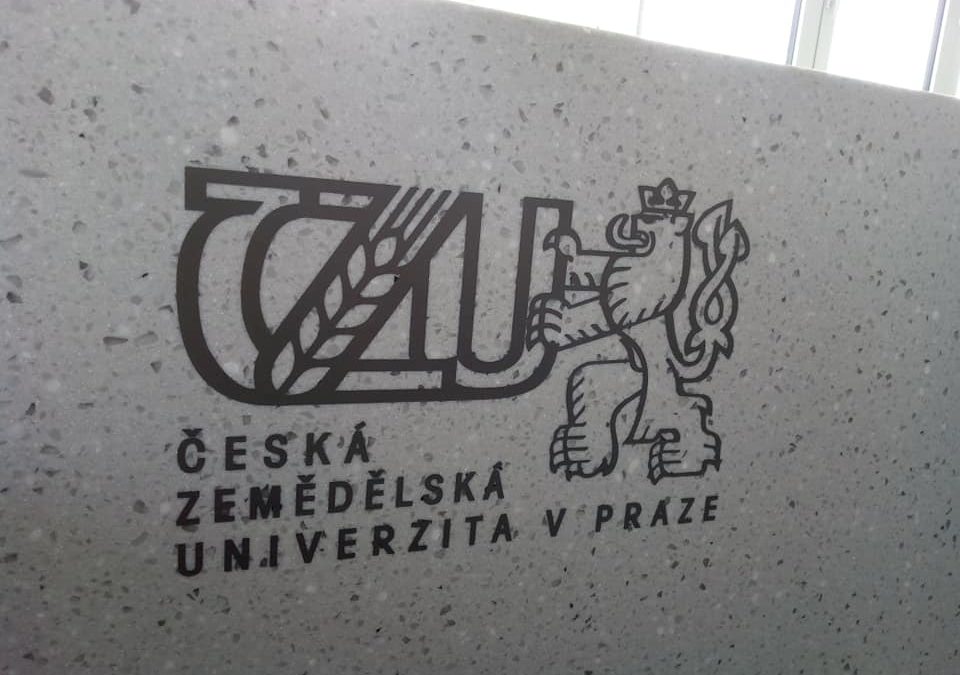 ČZU
ČESKÁ
ZEMĚDĚLSKÁ
UNIVERZITA V PRAZE